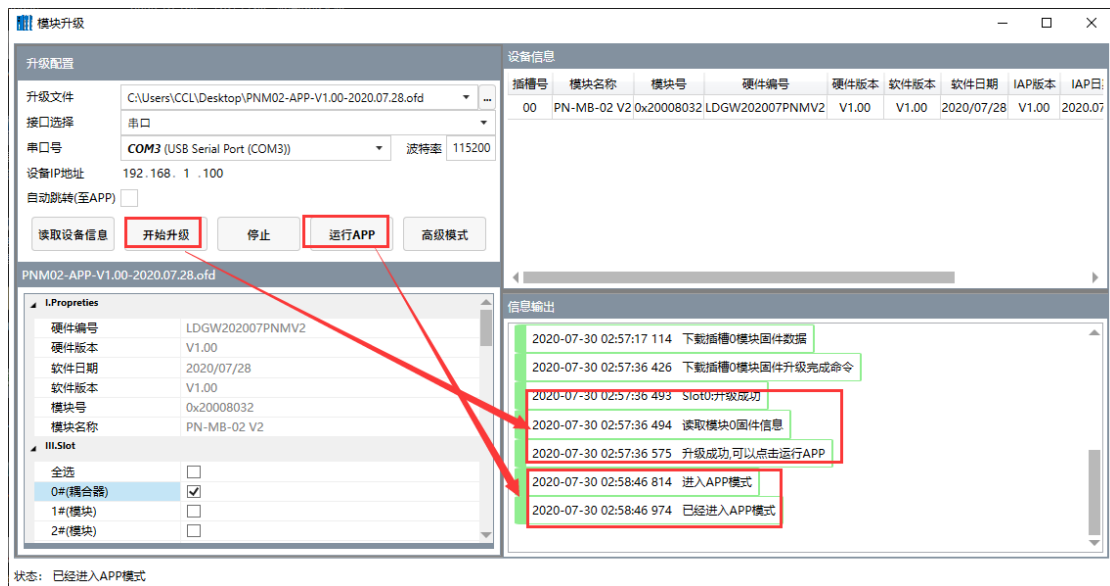 模块升级
升级配置
升级文件 C:\Users\CCL\Desktop\PNM02-APP-V1.00-2020.07.28.ofd ...
接口选择 串口
串口号 COM3 (USB Serial Port (COM3)) 波特率 115200
设备IP地址 192.168. 1 .100
自动跳转(至APP)
读取设备信息 开始升级 停止 运行APP 高级模式
PNM02-APP-V1.00-2020.07.28.ofd
I.Propreties
硬件编号 LDGW202007PNMV2
硬件版本 V1.00
软件日期 2020/07/28
软件版本 V1.00
模块号 0x20008032
模块名称 PN-MB-02 V2
III.Slot
全选
0#(耦合器)
1#(模块)
2#(模块)
设备信息
插槽号 模块名称 模块号 硬件编号 硬件版本 软件版本 软件日期 IAP版本 IAP日
00 PN-MB-02 V2 0x20008032 LDGW202007PNMV2 V1.00 V1.00 2020/07/28 V1.00 2020.07
信息输出
2020-07-30 02:57:17 114 下载插槽0模块固件数据
2020-07-30 02:57:36 426 下载插槽0模块固件升级完成命令
2020-07-30 02:57:36 493 Slot0:升级成功
2020-07-30 02:57:36 494 读取模块0固件信息
2020-07-30 02:57:36 575 升级成功,可以点击运行APP
2020-07-30 02:58:46 814 进入APP模式
2020-07-30 02:58:46 974 已经进入APP模式
状态: 已经进入APP模式